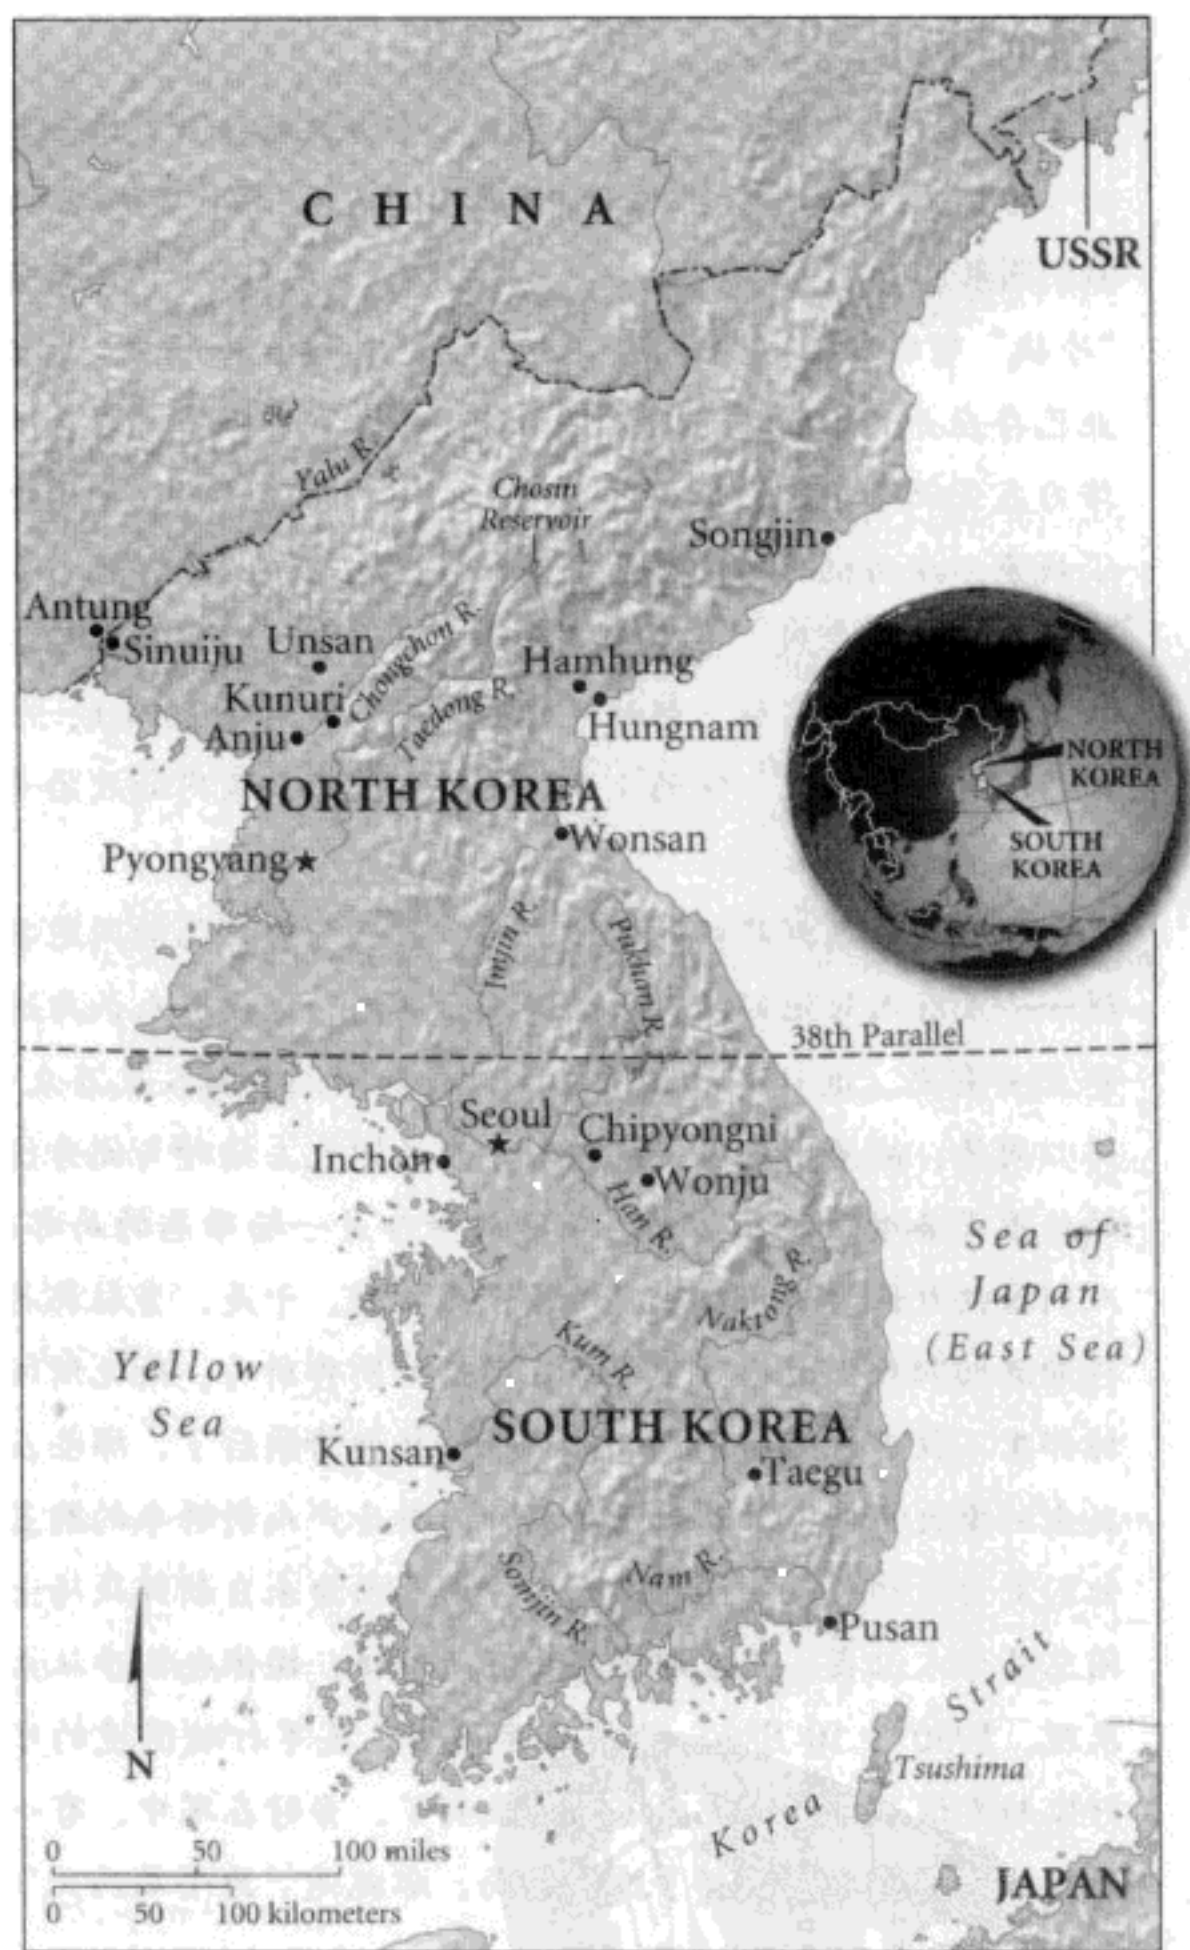 CHINA
USSR
Yalu R.
Chosin
Reservoir
Songjin
Antung
Sinuiju
Unsan
Chongchon R.
Hamhung
Kunuri
Taedong R.
Hungnam
Anju
NORTH
KOREA
NORTH KOREA
Wonsan
SOUTH
KOREA
Pyongyang
Imjin R.
Pukhan R.
38th Parallel
Seoul
Chipyongni
Inchon
Wonju
Han R.
Sea of
Japan
(East Sea)
Naktong R.
Kum R.
Yellow
Sea
SOUTH KOREA
Kunsan
Taegu
Somjin R.
Nam R.
Pusan
Korea Strait
Tsushima
N
0 50 100 miles
0 50 100 kilometers
JAPAN